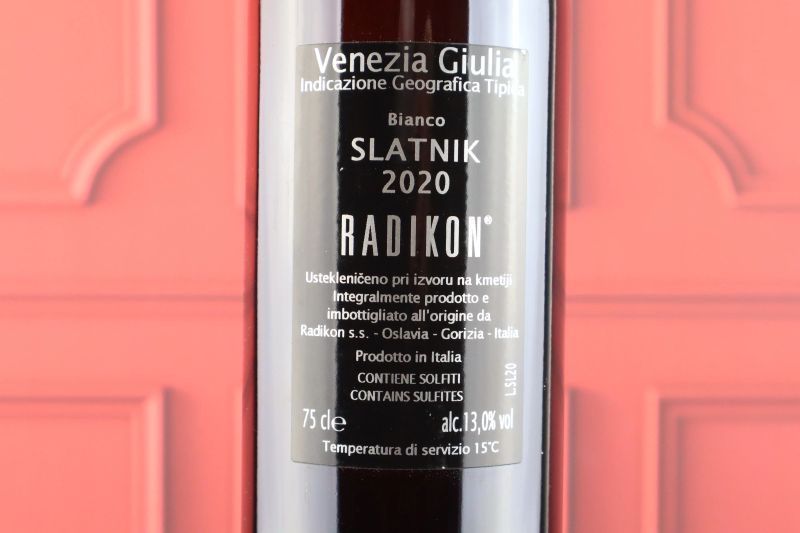 Venezia Giulia
Indicazione Geografica Tipica
Bianco
SLATNIK
2020
RADIKON®
Ustekleničeno pri izvoru na kmetiji
Integralmente prodotto e
imbottigliato all'origine da
Radikon s.s. - Oslavia - Gorizia - Italia
Prodotto in Italia
CONTIENE SOLFITI
CONTAINS SULFITES
L.SL20
75 cl℮ alc.13,0% vol
Temperatura di servizio 15°C